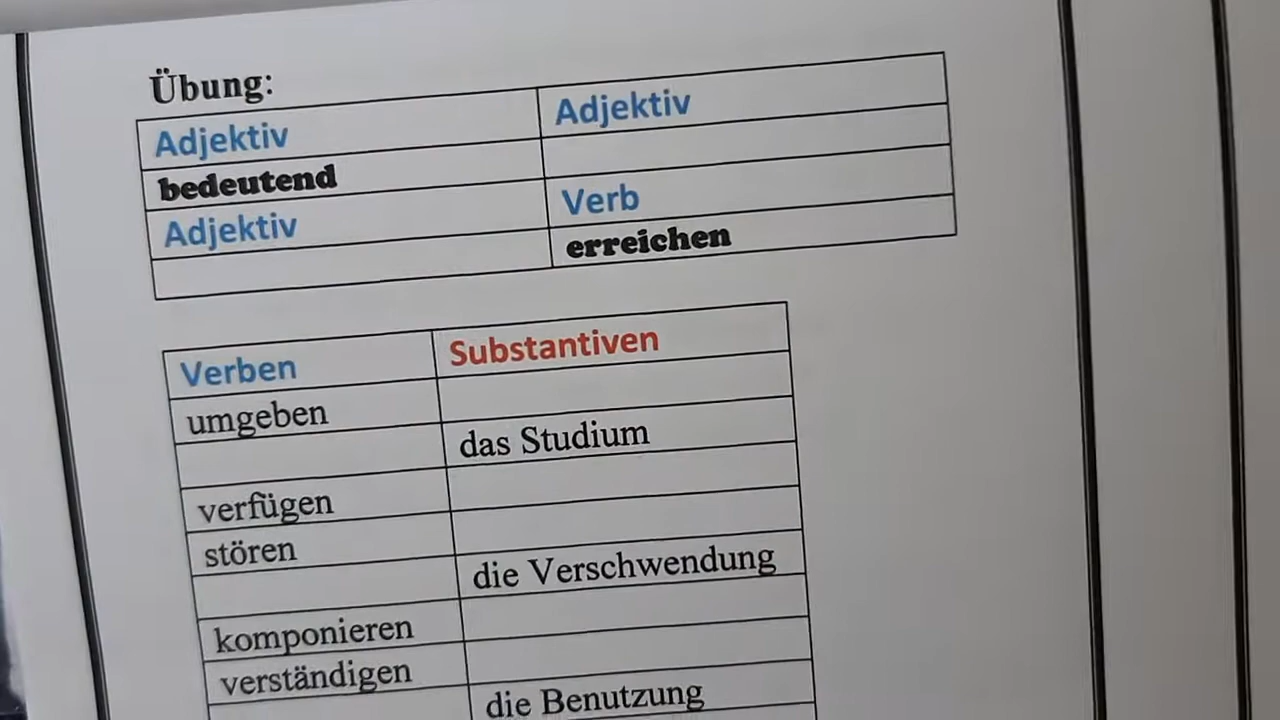 Übung:
Adjektiv Adjektiv
bedeutend
Adjektiv Verb
erreichen
Verben Substantiven
umgeben
das Studium
verfügen
stören
die Verschwendung
komponieren
verständigen
die Benutzung